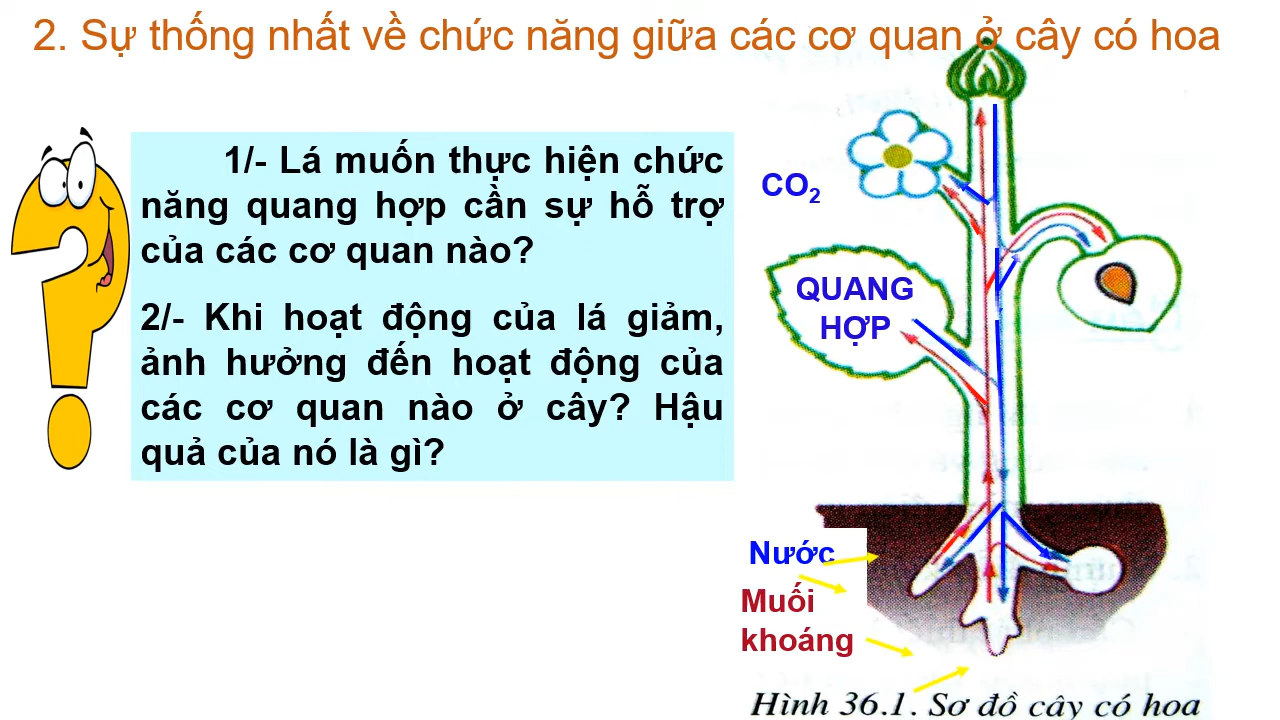 2. Sự thống nhất về chức năng giữa các cơ quan ở cây có hoa
1/- Lá muốn thực hiện chức
năng quang hợp cần sự hỗ trợ
của các cơ quan nào?
2/- Khi hoạt động của lá giảm,
ảnh hưởng đến hoạt động của
các cơ quan nào ở cây? Hậu
quả của nó là gì?
CO₂
QUANG
HỢP
Nước
Muối
khoáng
Hình 36.1. Sơ đồ cây có hoa